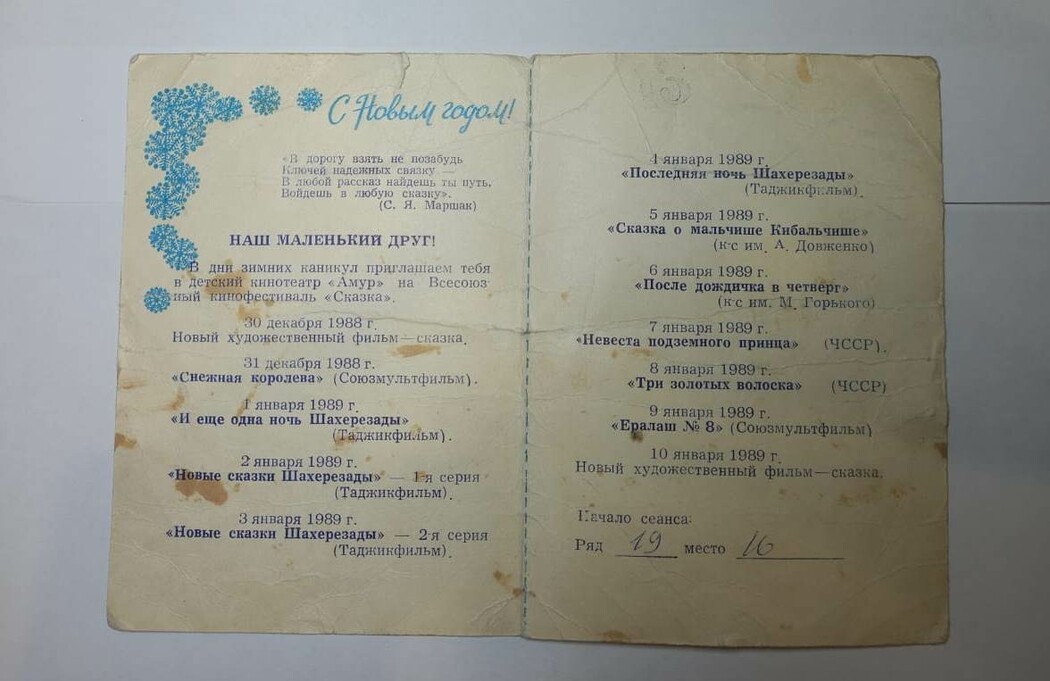 С Новым годом!
«В дорогу взять не позабудь
Ключей надежных связку —
В любой рассказ найдешь ты путь,
Войдешь в любую сказку».
(С. Я. Маршак)
НАШ МАЛЕНЬКИЙ ДРУГ!
В дни зимних каникул приглашаем тебя
в детский кинотеатр «Амур» на Всесоюз
ный кинофестиваль «Сказка».
30 декабря 1988 г.
Новый художественный фильм—сказка.
31 декабря 1988 г.
«Снежная королева» (Союзмультфильм).
1 января 1989 г.
«И еще одна ночь Шахерезады»
(Таджикфильм).
2 января 1989 г.
«Новые сказки Шахерезады» — 1-я серия
(Таджикфильм).
3 января 1989 г.
«Новые сказки Шахерезады» — 2-я серия
(Таджикфильм).
4 января 1989 г
«Последняя ночь Шахерезады»
(Таджикфильм).
5 января 1989 г.
«Сказка о мальчише Кибальчише»
(к-с им. А. Довженко)
6 января 1989 г.
«После дождичка в четверг»
(к-с им. М. Горького)
7 января 1989 г.
«Невеста подземного принца» (ЧССР).
8 января 1989 г.
«Три золотых волоска» (ЧССР)
9 января 1989 г.
«Ералаш № 8» (Союзмультфильм)
10 января 1989 г.
Новый художественный фильм—сказка.
Начало сеанса:
Ряд 19 место 16